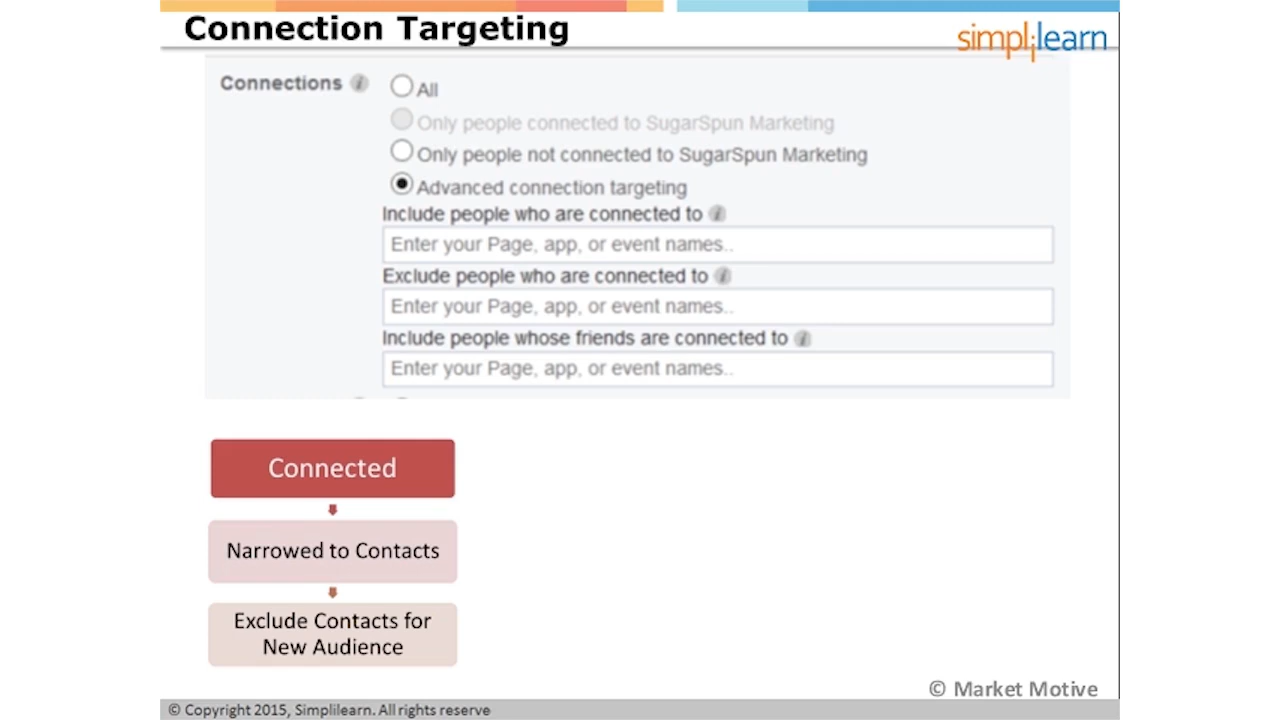 Connection Targeting
simplilearn
Connections
All
Only people connected to SugarSpun Marketing
Only people not connected to SugarSpun Marketing
Advanced connection targeting
Include people who are connected to
Enter your Page, app, or event names..
Exclude people who are connected to
Enter your Page, app, or event names..
Include people whose friends are connected to
Enter your Page, app, or event names..
Connected
Narrowed to Contacts
Exclude Contacts for
New Audience
© Market Motive
© Copyright 2015, Simplilearn. All rights reserve